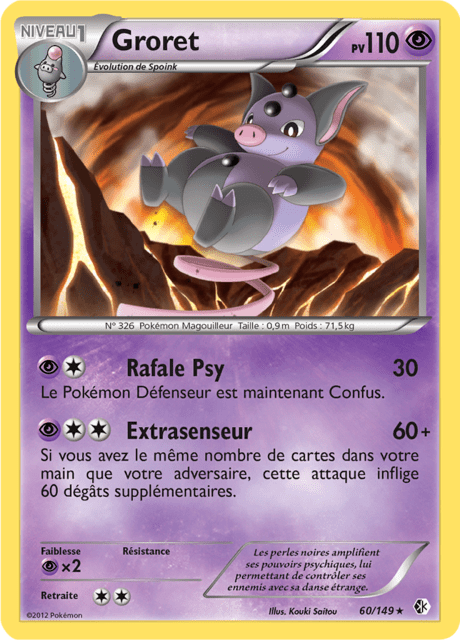 NIVEAU 1
Groret
PV110
Évolution de Spoink
N° 326 Pokémon Magouilleur Taille : 0,9m Poids : 71,5kg
Rafale Psy 30
Le Pokémon Défenseur est maintenant Confus.
Extrasenseur 60+
Si vous avez le même nombre de cartes dans votre
main que votre adversaire, cette attaque inflige
60 dégâts supplémentaires.
Faiblesse Résistance
×2
Retraite
Les perles noires amplifient
ses pouvoirs psychiques, lui
permettant de contrôler ses
ennemis avec sa danse étrange.
©2012 Pokémon
Illus. Kouki Saitou
60/149 ★